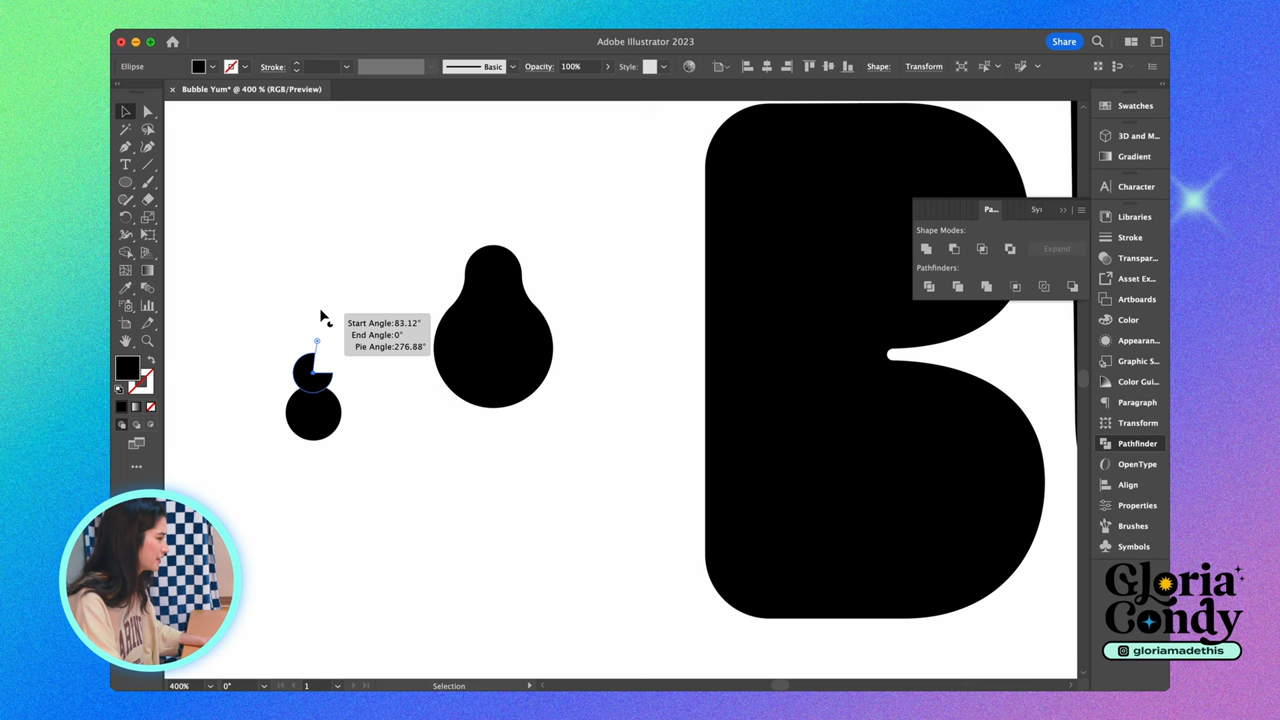 Adobe Illustrator 2023
Share
Ellipse
Stroke:
Basic
Opacity:
100%
Style:
Shape:
Transform
× Bubble Yum* @ 400 % (RGB/Preview)
Start Angle:83.12°
End Angle:0°
Pie Angle:276.88°
B
Pa...
Shape Modes:
Expand
Pathfinders:
Swatches
3D and M...
Gradient
Character
Libraries
Stroke
Transpar...
Asset Ex...
Artboards
Color
Appearan...
Graphic S...
Color Gui...
Paragraph
Transform
Pathfinder
OpenType
Align
Properties
Brushes
Symbols
400%
0°
1
Selection
Gloria
Condy
gloriamadethis